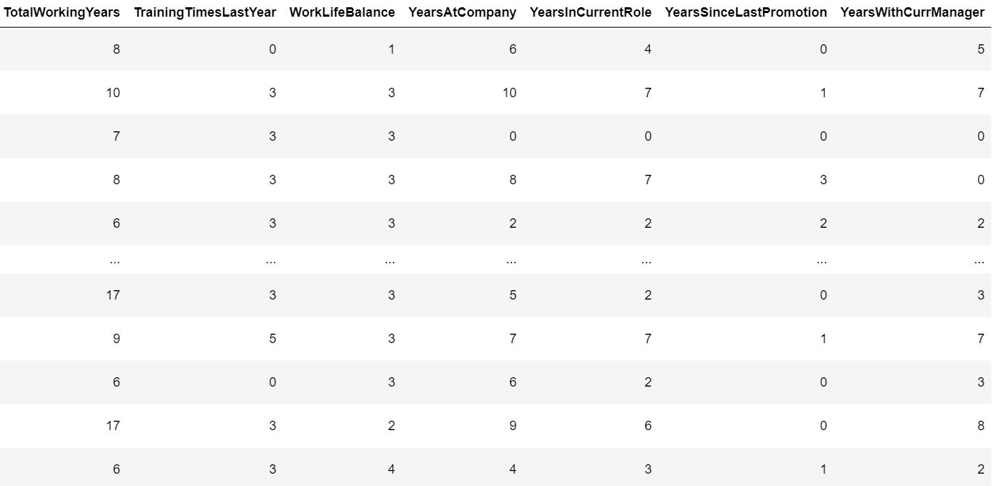 TotalWorkingYears TrainingTimesLastYear WorkLifeBalance YearsAtCompany YearsInCurrentRole YearsSinceLastPromotion YearsWithCurrManager
8 0 1 6 4 0 5
10 3 3 10 7 1 7
7 3 3 0 0 0 0
8 3 3 8 7 3 0
6 3 3 2 2 2 2
... ... ... ... ... ... ...
17 3 3 5 2 0 3
9 5 3 7 7 1 7
6 0 3 6 2 0 3
17 3 2 9 6 0 8
6 3 4 4 3 1 2